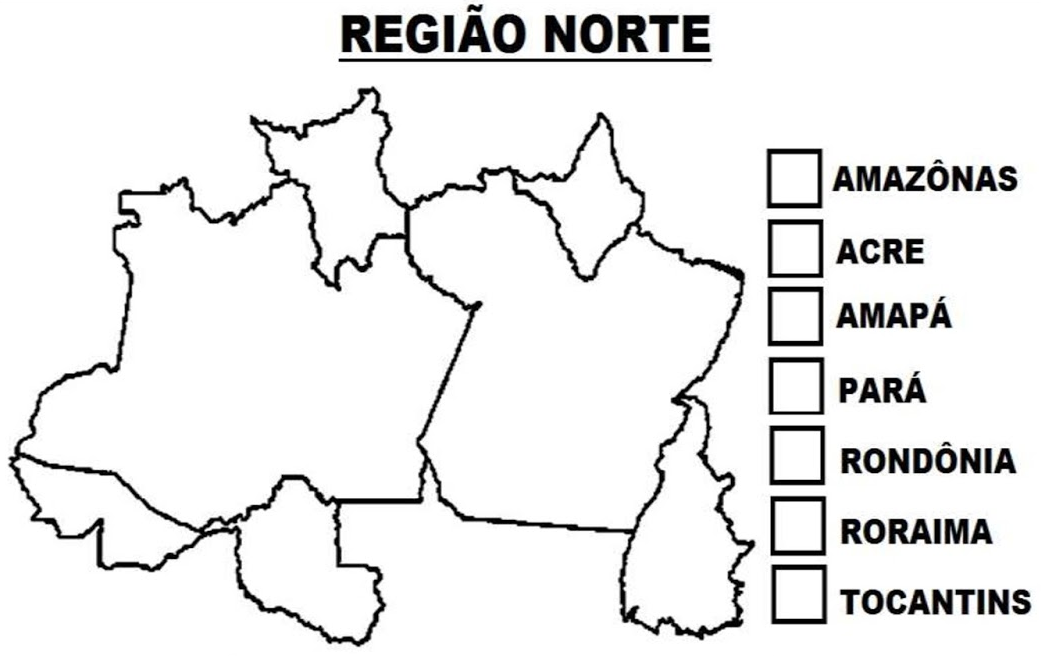 REGIÃO NORTE
AMAZÔNAS
ACRE
AMAPÁ
PARÁ
RONDÔNIA
RORAIMA
TOCANTINS